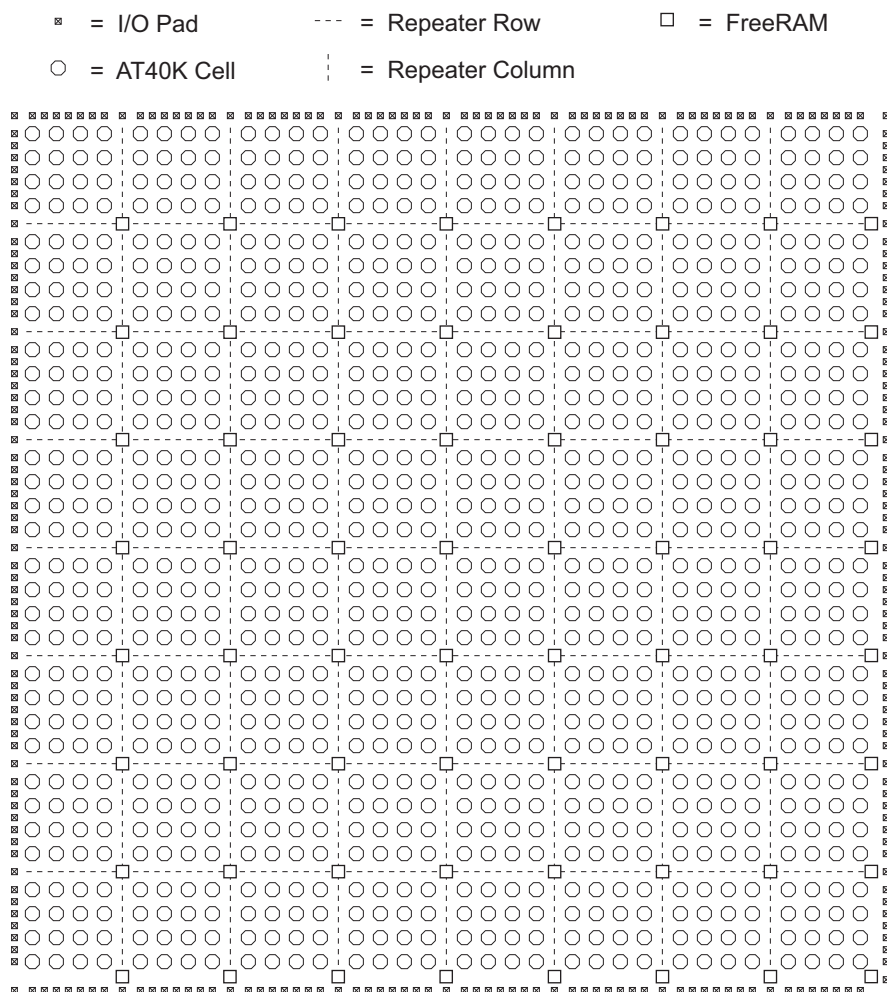 = I/O Pad
= Repeater Row
= FreeRAM
= AT40K Cell
= Repeater Column